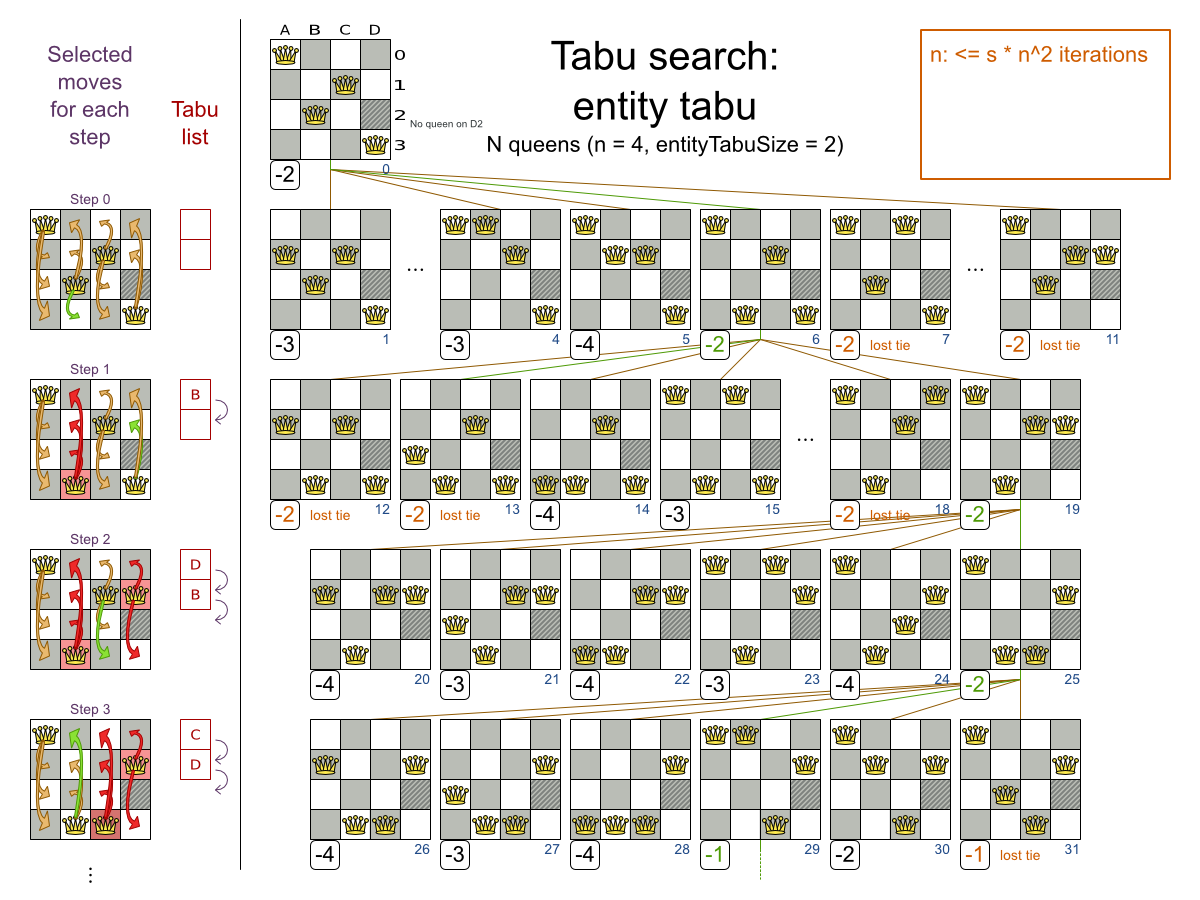 Selected
moves
for each
step
Tabu
list
A B C D
0
1
2
3
No queen on D2
-2
0
Tabu search:
entity tabu
N queens (n = 4, entityTabuSize = 2)
n: <= s * n^2 iterations
Step 0
...
...
-3 1
-3 4
-4 5
-2 6
-2 lost tie 7
-2 lost tie 11
Step 1
B
...
-2 lost tie 12
-2 lost tie 13
-4 14
-3 15
-2 lost tie 18
-2 19
Step 2
D
B
-4 20
-3 21
-4 22
-3 23
-4 24
-2 25
Step 3
C
D
-4 26
-3 27
-4 28
-1 29
-2 30
-1 lost tie 31
...